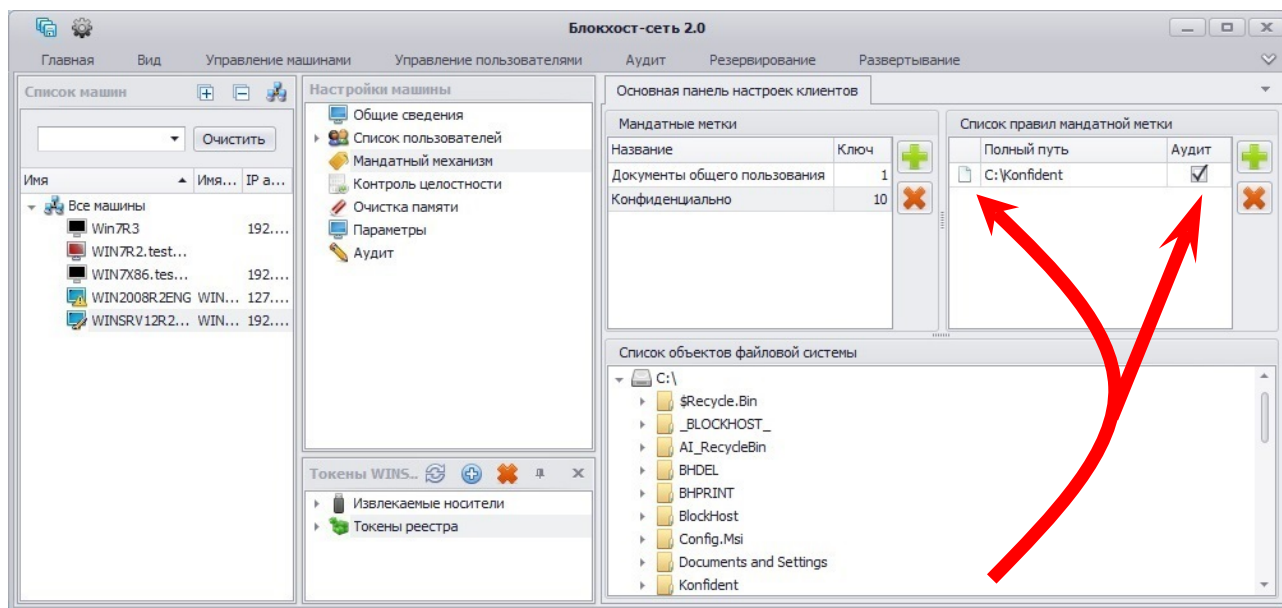 Блокхост-сеть 2.0
Главная Вид Управление машинами Управление пользователями Аудит Резервирование Развертывание
Список машин
Очистить
Имя Имя... IP а...
Все машины
Win7R3 192....
WIN7R2.test...
WIN7X86.tes... 192....
WIN2008R2ENG WIN... 127....
WINSRV12R2... WIN... 192....
Настройки машины
Общие сведения
Список пользователей
Мандатный механизм
Контроль целостности
Очистка памяти
Параметры
Аудит
Токены WINS...
Извлекаемые носители
Токены реестра
Основная панель настроек клиентов
Мандатные метки
Название Ключ
Документы общего пользования 1
Конфиденциально 10
Список правил мандатной метки
Полный путь Аудит
C:\Konfident
Список объектов файловой системы
C:\
$Recycle.Bin
_BLOCKHOST_
AI_RecycleBin
BHDEL
BHPRINT
BlockHost
Config.Msi
Documents and Settings
Konfident